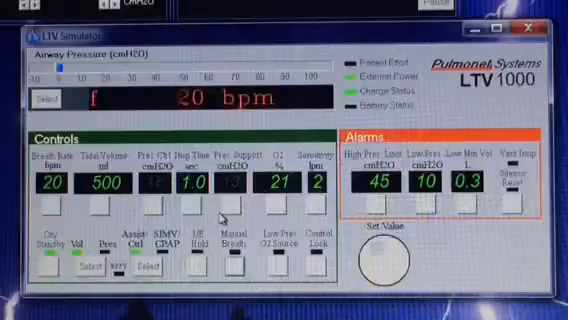 CmH2O
Pause
LTV Simulator
Airway Pressure (cmH2O)
-10 0 10 20 30 40 50 60 70 80 90 100
Patient Effort
External Power
Charge Status
Battery Status
Pulmonet Systems
LTV 1000
Select
f 20 bpm
Controls
Alarms
Breath Rate Tidal Volume Pres. Ctrl Insp Time Pres. Support O2 Sensitivity
bpm ml cmH2O sec cmH2O % lpm
20 500 1.0 21 2
High Pres. Limit Low Pres. Low Min Vol Vent Inop
cmH2O cmH2O L
Silence
Reset
45 10 0.3
Set Value
On/
Standby
Vol
Pres
Assist/
Ctrl
SIMV/
CPAP
I/E
Hold
Manual
Breath
Low Pres
O2 Source
Control
Lock
Select
NPPV
Select